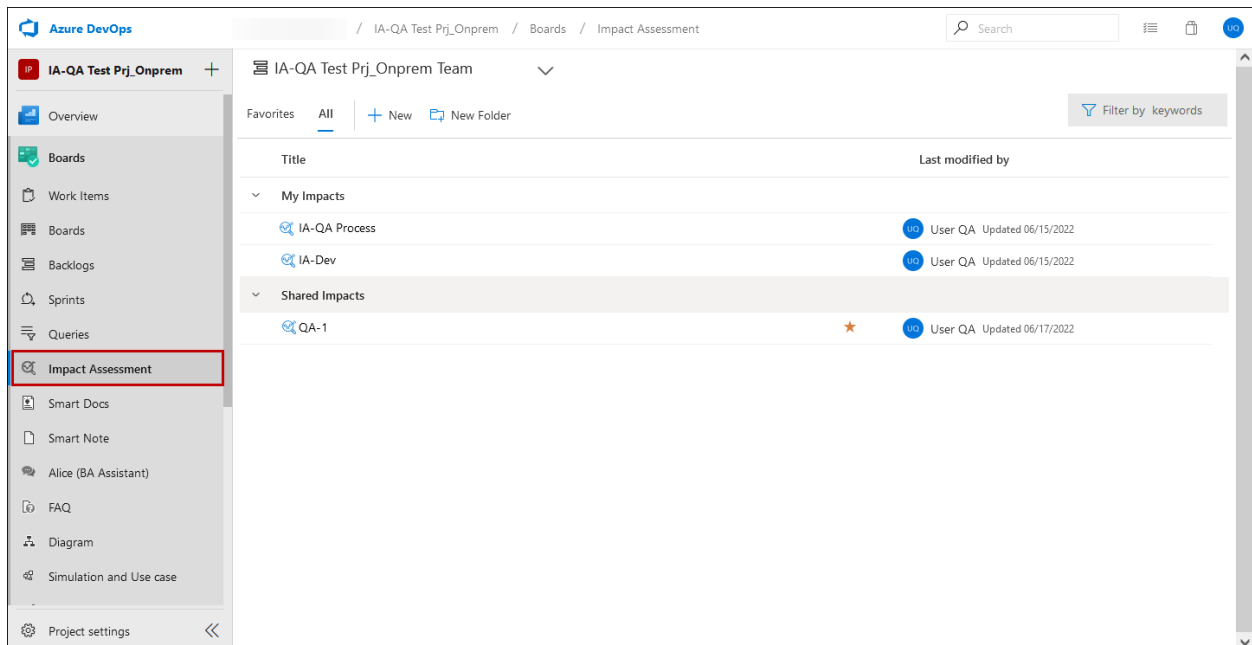 Azure DevOps / IA-QA Test Prj_Onprem / Boards / Impact Assessment Search UQ
IP IA-QA Test Prj_Onprem
IA-QA Test Prj_Onprem Team
Overview
Favorites All New New Folder Filter by keywords
Boards
Title Last modified by
Work Items
My Impacts
Boards
IA-QA Process UQ User QA Updated 06/15/2022
Backlogs
IA-Dev UQ User QA Updated 06/15/2022
Sprints
Shared Impacts
Queries
QA-1 UQ User QA Updated 06/17/2022
Impact Assessment
Smart Docs
Smart Note
Alice (BA Assistant)
FAQ
Diagram
Simulation and Use case
Project settings